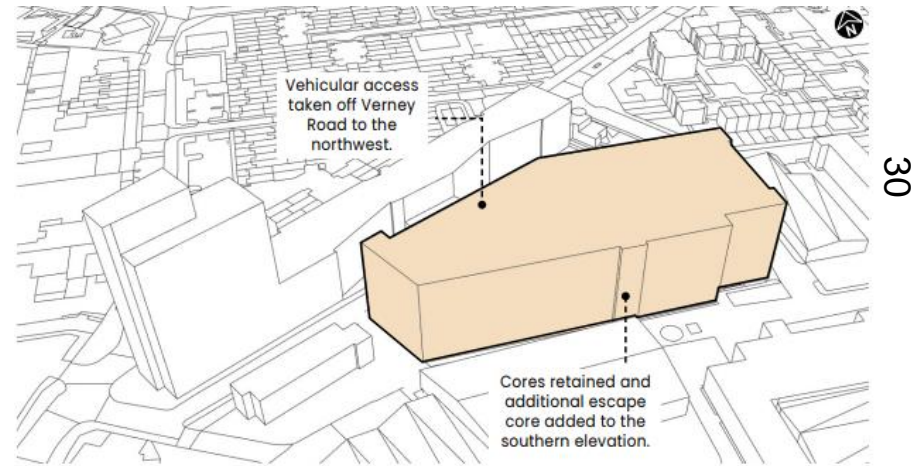 N
Vehicular access
taken off Verney
Road to the
northwest.
30
Cores retained and
additional escape
core added to the
southern elevation.